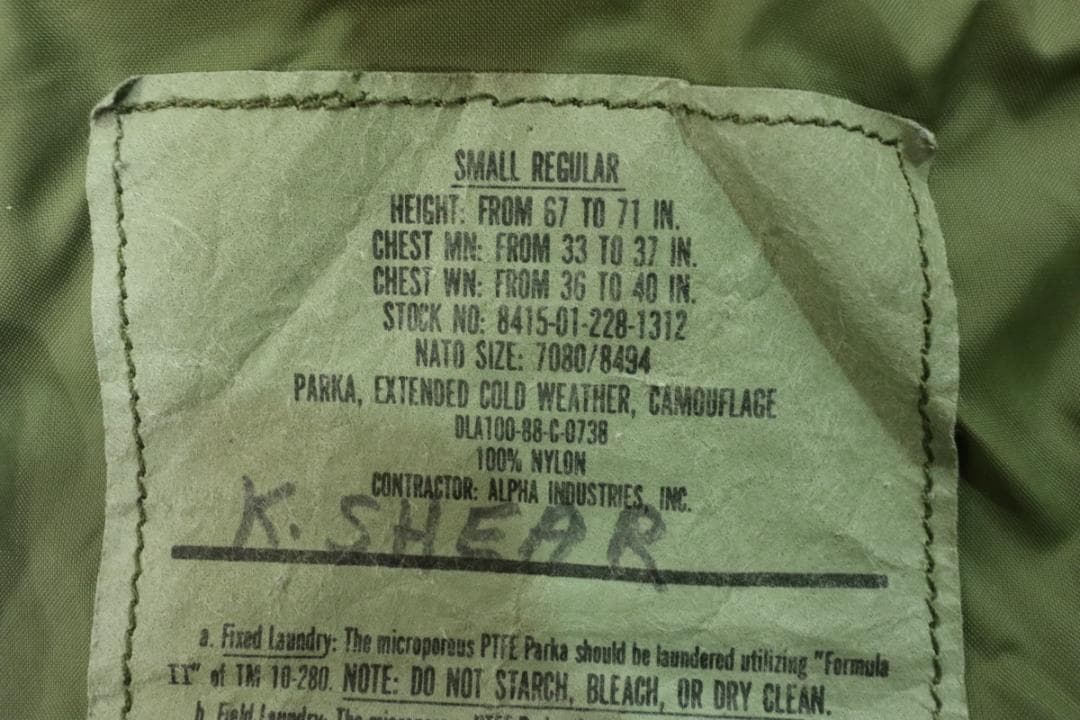 SMALL REGULAR
HEIGHT: FROM 67 TO 71 IN.
CHEST MN: FROM 33 TO 37 IN.
CHEST WN: FROM 36 TO 40 IN.
STOCK NO: 8415-01-228-1312
NATO SIZE: 7080/8494
PARKA, EXTENDED COLD WEATHER, CAMOUFLAGE
DLA100-88-C-0738
100% NYLON
CONTRACTOR: ALPHA INDUSTRIES, INC.
K. SHEAR
a. Fixed Laundry: The microporous PTFE Parka should be laundered utilizing "Formula
II" of TM 10-280. NOTE: DO NOT STARCH, BLEACH, OR DRY CLEAN.
b. Field Laundry: The